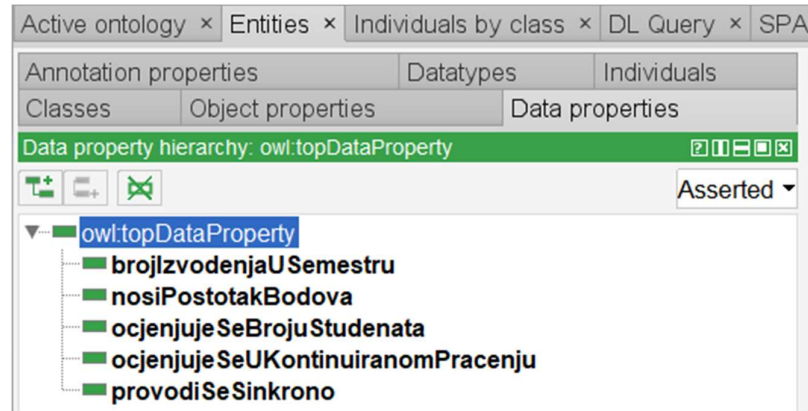 Active ontology × Entities × Individuals by class × DL Query × SPA
Annotation properties Datatypes Individuals
Classes Object properties Data properties
Data property hierarchy: owl:topDataProperty
Asserted
owl:topDataProperty
brojIzvodenjaUSemestru
nosiPostotakBodova
ocjenjujeSeBrojuStudenata
ocjenjujeSeUKontinuiranomPracenju
provodiSeSinkrono